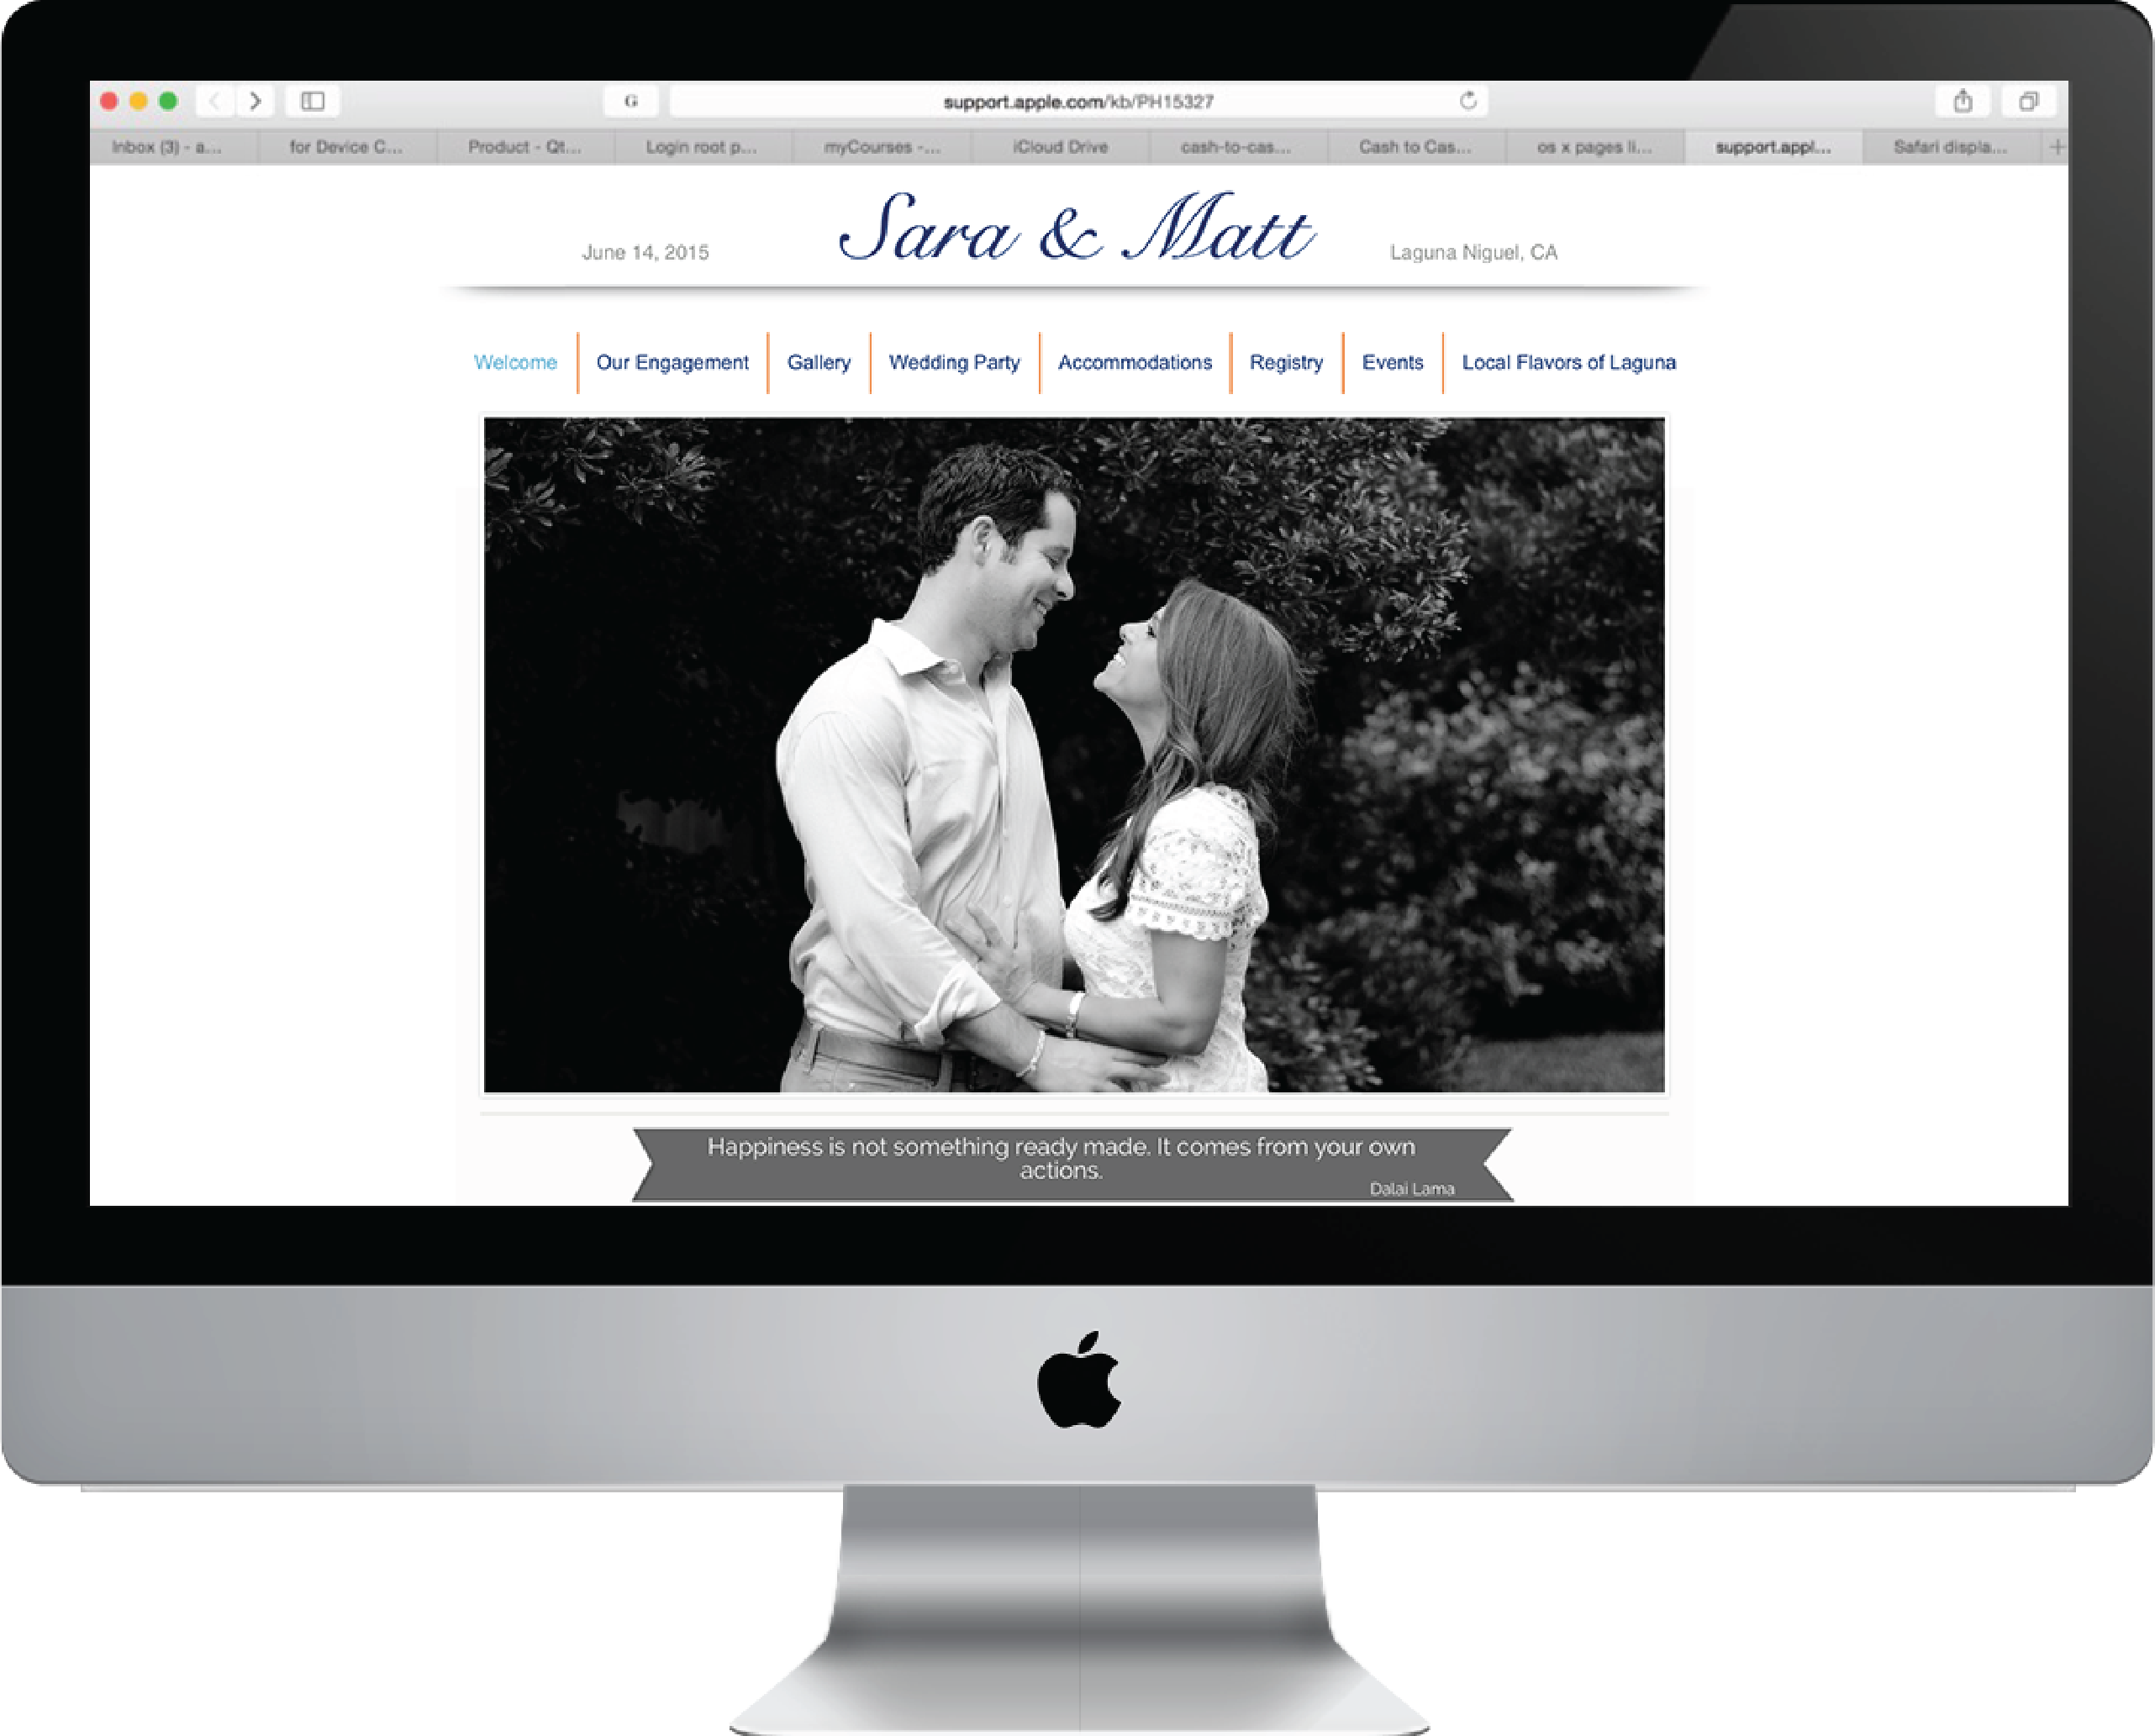 G
support.apple.com/kb/PH15327
Inbox (3) - a... for Device C... Product - Qt... Login root p... myCourses -... iCloud Drive cash-to-cas... Cash to Cas... os x pages li... support.appl... Safari displa... +
Sara & Matt
June 14, 2015 Laguna Niguel, CA
Welcome Our Engagement Gallery Wedding Party Accommodations Registry Events Local Flavors of Laguna
Happiness is not something ready made. It comes from your own
actions.
Dalai Lama